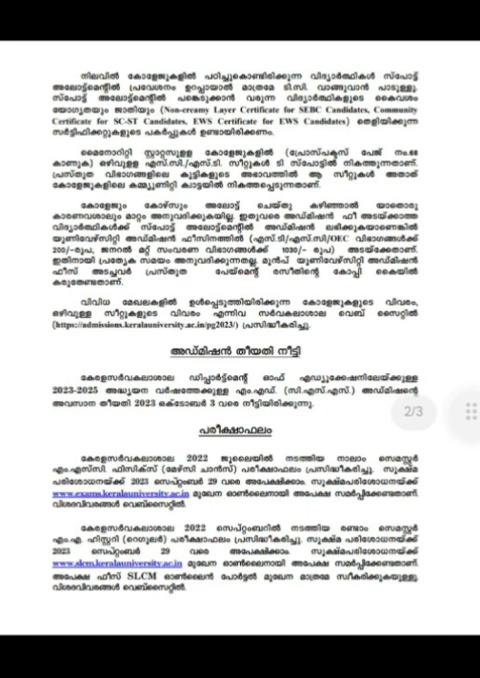 നിലവിൽ കോളേജുകളിൽ പഠിച്ചുകൊണ്ടിരിക്കുന്ന വിദ്യാർത്ഥികൾ സ്പോട്ട്
അലോട്ട്മെന്റിൽ പ്രവേശനം ഉറപ്പായാൽ മാത്രമേ ടി.സി. വാങ്ങുവാൻ പാടുള്ളൂ.
സ്പോട്ട് അലോട്ട്മെന്റിൽ പങ്കെടുക്കാൻ വരുന്ന വിദ്യാർത്ഥികളുടെ കൈവശം
യോഗ്യതയും ജാതിയും (Non-creamy Layer Certificate for SEBC Candidates, Community
Certificate for SC-ST Candidates, EWS Certificate for EWS Candidates) തെളിയിക്കുന്ന
സർട്ടിഫിക്കറ്റുകളുടെ പകർപ്പുകൾ ഉണ്ടായിരിക്കണം.
മൈനോറിറ്റി സ്റ്റാറ്റസുളള കോളേജുകളിൽ (പ്രോസ്പക്ടസ് പേജ് നം.68
കാണുക) ഒഴിവുളള എസ്.സി./എസ്.ടി. സീറ്റുകൾ ടി സ്പോട്ടിൽ നികത്തുന്നതാണ്.
പ്രസ്തുത വിഭാഗങ്ങളിലെ കുട്ടികളുടെ അഭാവത്തിൽ ആ സീറ്റുകൾ അതാത്
കോളേജുകളിലെ കമ്മ്യൂണിറ്റി ക്വാട്ടയിൽ നികത്തപ്പെടുന്നതാണ്.
കോളേജും കോഴ്സും അലോട്ട് ചെയ്തു കഴിഞ്ഞാൽ യാതൊരു
കാരണവശാലും മാറ്റം അനുവദിക്കുകയില്ല. ഇതുവരെ അഡ്മിഷൻ ഫീ അടയ്ക്കാത്ത
വിദ്യാർത്ഥികൾക്ക് സ്പോട്ട് അലോട്ട്മെന്റിൽ അഡ്മിഷൻ ലഭിക്കുകയാണെങ്കിൽ
യൂണിവേഴ്സിറ്റി അഡ്മിഷൻ ഫീസിനത്തിൽ (എസ്.ടി/എസ്.സി/OEC വിഭാഗങ്ങൾക്ക്
230/-രൂപ, ജനറൽ മറ്റ് സംവരണ വിഭാഗങ്ങൾക്ക് 1030/- രൂപ) അടയ്ക്കേതാണ്.
ഇതിനായി പ്രത്യേക സമയം അനുവദിക്കുന്നതല്ല. മുൻപ് യൂണിവേഴ്സിറ്റി അഡ്മിഷൻ
ഫീസ് അടച്ചവർ പ്രസ്തുത പേയ്മെന്റ് രസീതിന്റെ കോപ്പി കൈയിൽ
കരുതേണ്ടതാണ്.
വിവിധ മേഖലകളിൽ ഉൾപ്പെടുത്തിയിരിക്കുന്ന കോളേജുകളുടെ വിവരം,
ഒഴിവുള്ള സീറ്റുകളുടെ വിവരം എന്നിവ സർവകലാശാല വെബ് സൈറ്റിൽ
(https://admissions.keralauniversity.ac.in/pg2023/) പ്രസിദ്ധീകരിച്ചു.
അഡ്മിഷൻ തീയതി നീട്ടി
കേരളസർവകലാശാല ഡിപ്പാർട്ട്മെന്റ് ഓഫ് എഡ്യൂക്കേഷനിലേയ്ക്കുള്ള
2023-2025 അദ്ധ്യയന വർഷത്തേക്കുള്ള എം.എഡ്. (സി.എസ്.എസ്.) അഡ്മിഷന്റെ
അവസാന തീയതി 2023 ഒക്ടോബർ 3 വരെ നീട്ടിയിരിക്കുന്നു.
2/3
പരീക്ഷാഫലം
കേരളസർവകലാശാല 2022 ജൂലൈയിൽ നടത്തിയ നാലാം സെമസ്റ്റർ
എം.എസ്‌സി. ഫിസിക്സ് (മേഴ്സി ചാൻസ്) പരീക്ഷാഫലം പ്രസിദ്ധീകരിച്ചു. സൂക്ഷ്മ
പരിശോധനയ്ക്ക് 2023 സെപ്റ്റംബർ 29 വരെ അപേക്ഷിക്കാം. സൂക്ഷ്മപരിശോധനയ്ക്ക്
www.exams.keralauniversity.ac.in മുഖേന ഓൺലൈനായി അപേക്ഷ സമർപ്പിക്കേണ്ടതാണ്.
വിശദവിവരങ്ങൾ വെബ്സൈറ്റിൽ.
കേരളസർവകലാശാല 2022 സെപ്റ്റംബറിൽ നടത്തിയ രണ്ടാം സെമസ്റ്റർ
എം.എ. ഹിസ്റ്ററി (റെഗുലർ) പരീക്ഷാഫലം പ്രസിദ്ധീകരിച്ചു. സൂക്ഷ്മപരിശോധനയ്ക്ക്
2023 സെപ്റ്റംബർ 29 വരെ അപേക്ഷിക്കാം. സൂക്ഷ്മപരിശോധനയ്ക്ക്
www.slcm.keralauniversity.ac.in മുഖേന ഓൺലൈനായി അപേക്ഷ സമർപ്പിക്കേണ്ടതാണ്.
അപേക്ഷ ഫീസ് SLCM ഓൺലൈൻ പോർട്ടൽ മുഖേന മാത്രമേ സ്വീകരിക്കുകയുള്ളൂ.
വിശദവിവരങ്ങൾ വെബ്സൈറ്റിൽ.